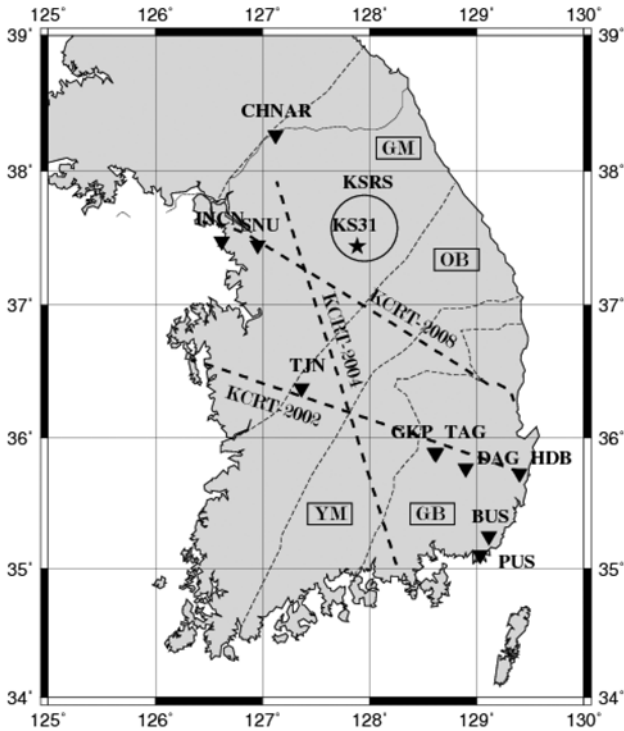 125° 126° 127° 128° 129° 130°
39° 39°
CHNAR
GM
38° 38°
KSRS
INCN SNU KS31
OB
37° 37°
KCRT-2008
KCRT-2004
TJN
KCRT-2002
36° 36°
GKP TAG
DAG HDB
YM GB BUS
PUS
35° 35°
34° 34°
125° 126° 127° 128° 129° 130°